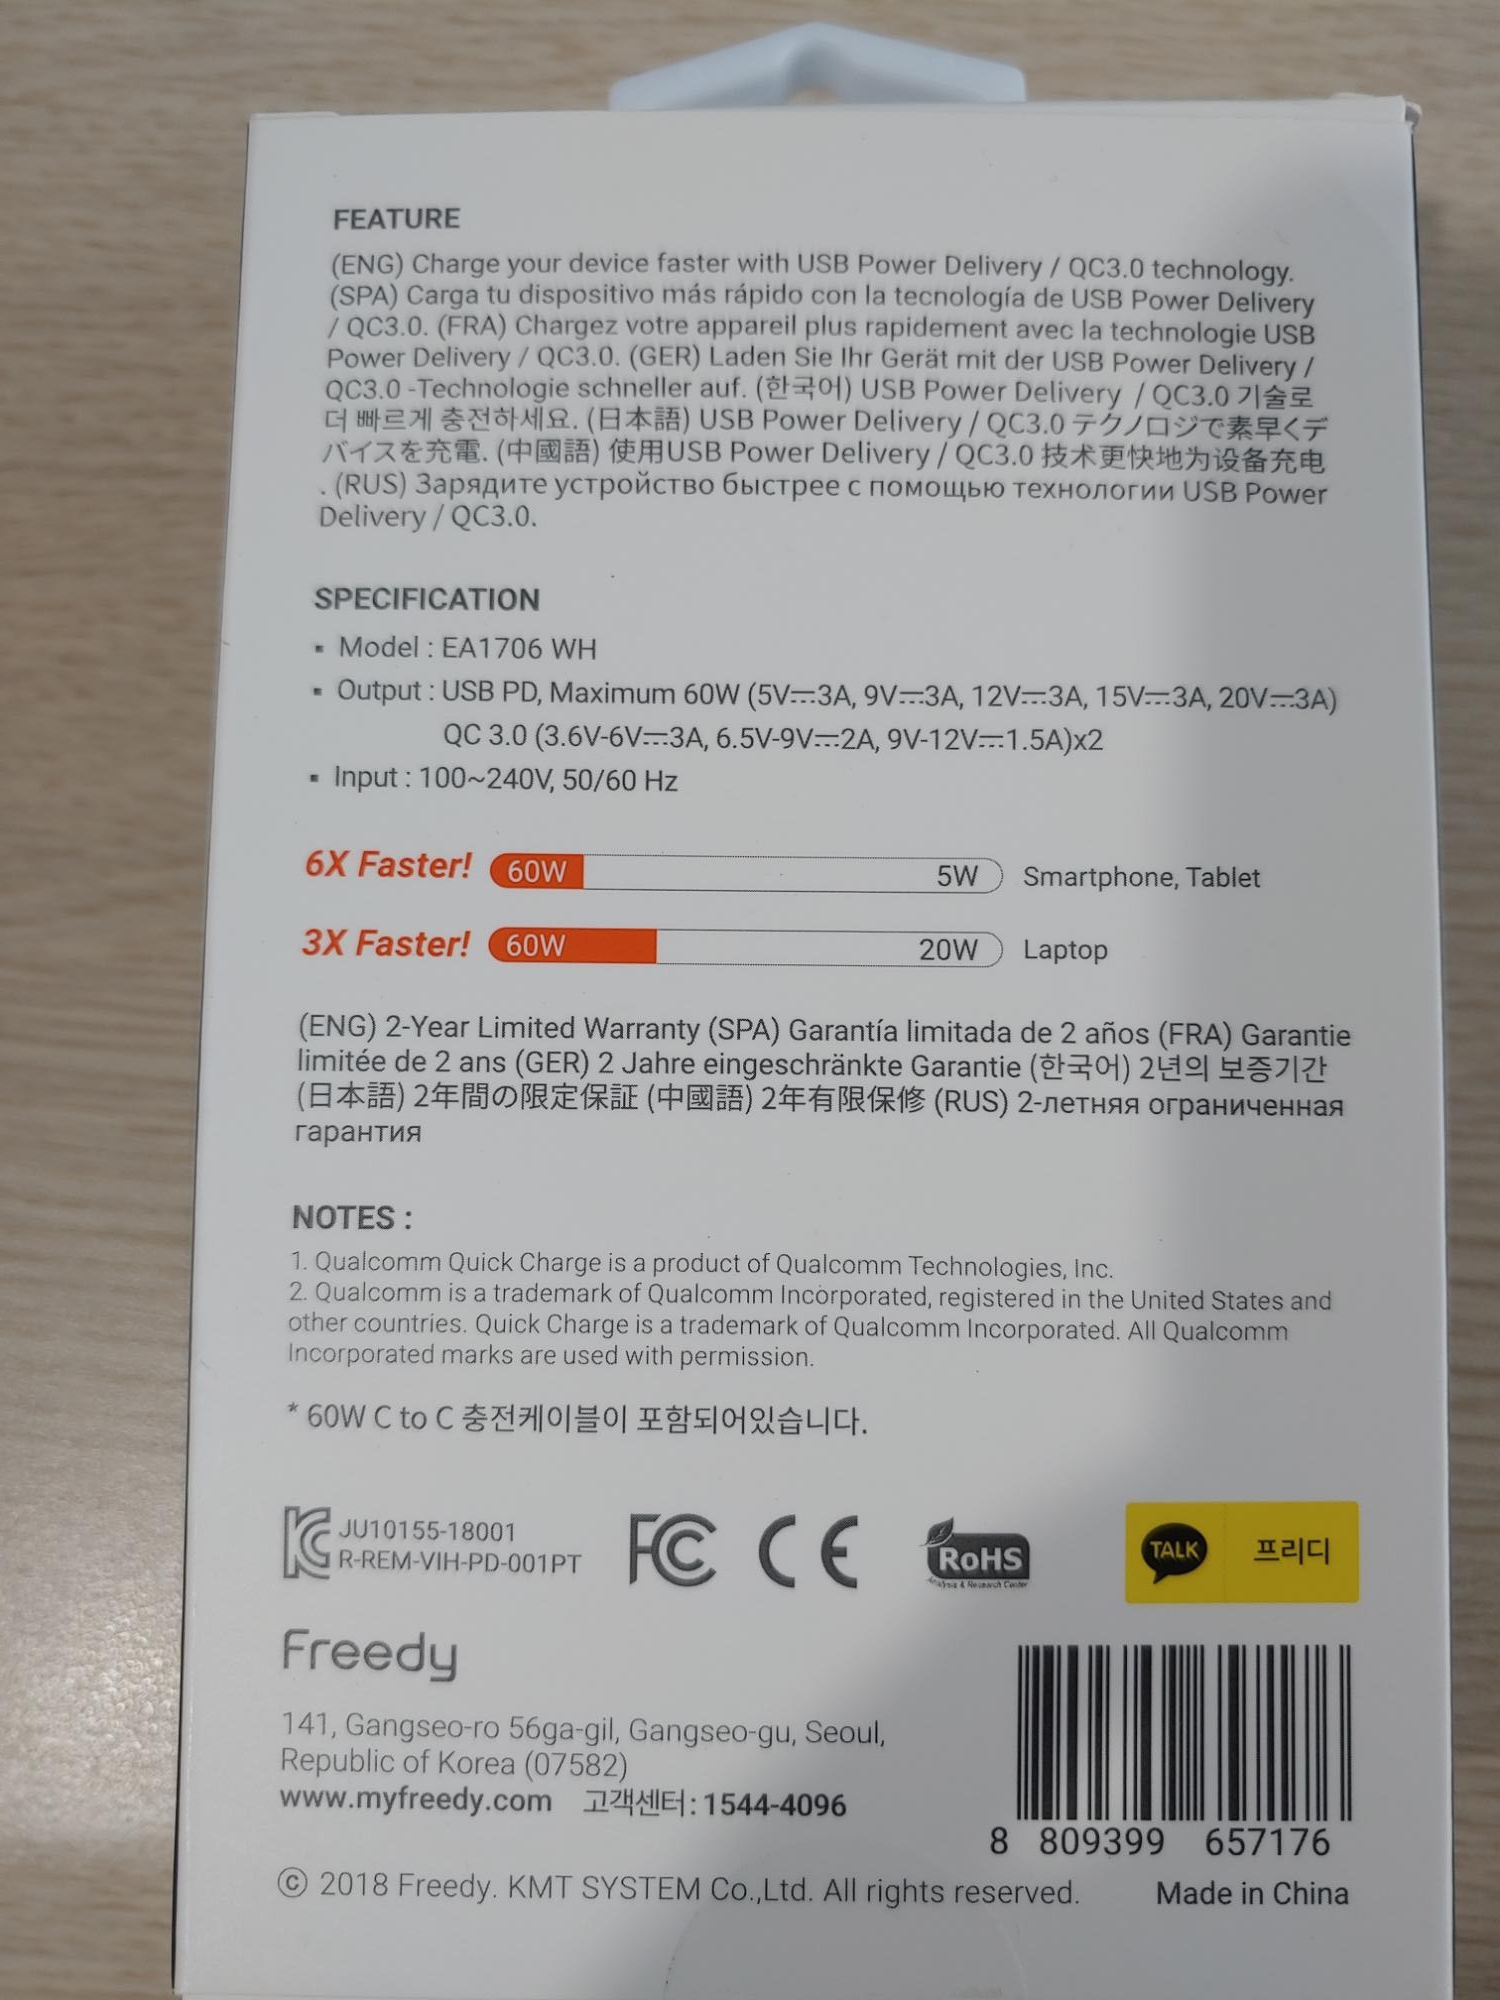 FEATURE
(ENG) Charge your device faster with USB Power Delivery / QC3.0 technology.
(SPA) Carga tu dispositivo más rápido con la tecnología de USB Power Delivery
/ QC3.0. (FRA) Chargez votre appareil plus rapidement avec la technologie USB
Power Delivery / QC3.0. (GER) Laden Sie Ihr Gerät mit der USB Power Delivery /
QC3.0 -Technologie schneller auf. (한국어) USB Power Delivery / QC3.0 기술로
더 빠르게 충전하세요. (日本語) USB Power Delivery / QC3.0 テクノロジで素早くデ
バイスを充電. (中國語) 使用USB Power Delivery / QC3.0 技术更快地为设备充电
. (RUS) Зарядите устройство быстрее с помощью технологии USB Power
Delivery / QC3.0.
SPECIFICATION
▪ Model : EA1706 WH
▪ Output : USB PD, Maximum 60W (5V⎓3A, 9V⎓3A, 12V⎓3A, 15V⎓3A, 20V⎓3A)
QC 3.0 (3.6V-6V⎓3A, 6.5V-9V⎓2A, 9V-12V⎓1.5A)x2
▪ Input : 100~240V, 50/60 Hz
6X Faster! 60W 5W Smartphone, Tablet
3X Faster! 60W 20W Laptop
(ENG) 2-Year Limited Warranty (SPA) Garantía limitada de 2 años (FRA) Garantie
limitée de 2 ans (GER) 2 Jahre eingeschränkte Garantie (한국어) 2년의 보증기간
(日本語) 2年間の限定保証 (中國語) 2年有限保修 (RUS) 2-летняя ограниченная
гарантия
NOTES :
1. Qualcomm Quick Charge is a product of Qualcomm Technologies, Inc.
2. Qualcomm is a trademark of Qualcomm Incorporated, registered in the United States and
other countries. Quick Charge is a trademark of Qualcomm Incorporated. All Qualcomm
Incorporated marks are used with permission.
* 60W C to C 충전케이블이 포함되어있습니다.
JU10155-18001
R-REM-VIH-PD-001PT
FC CE
RoHS
Analysis & Research Center
TALK 프리디
Freedy
141, Gangseo-ro 56ga-gil, Gangseo-gu, Seoul,
Republic of Korea (07582)
www.myfreedy.com 고객센터 : 1544-4096
8 809399 657176
© 2018 Freedy. KMT SYSTEM Co.,Ltd. All rights reserved. Made in China